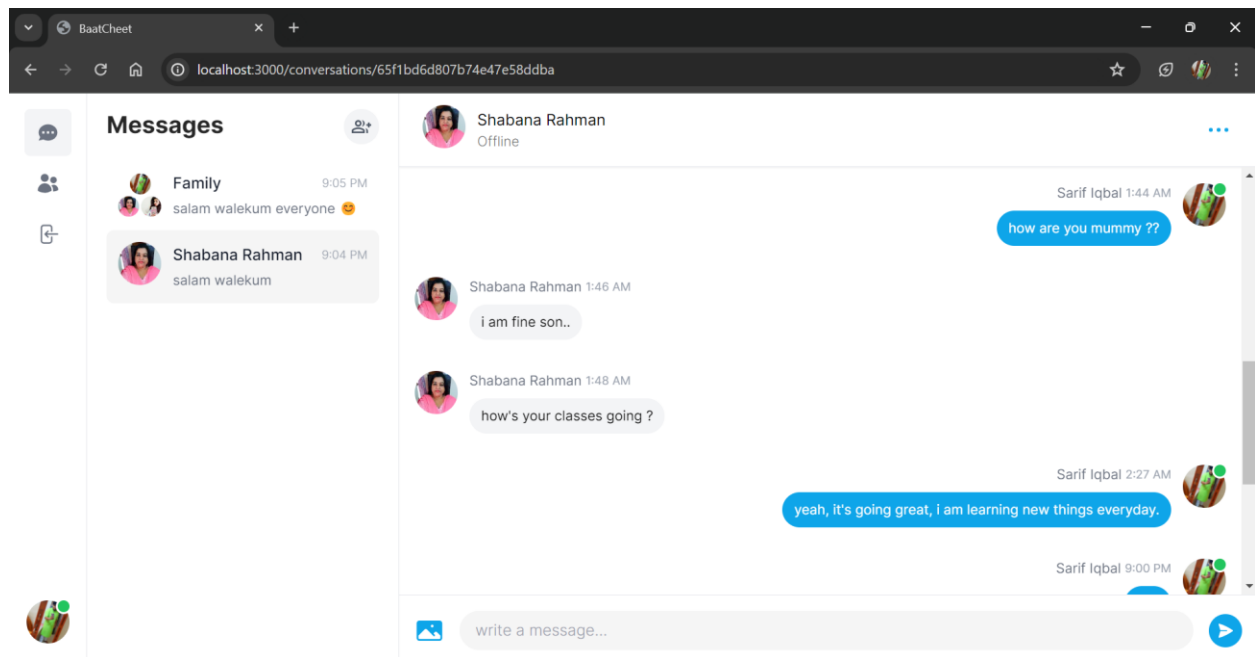 BaatCheet
localhost:3000/conversations/65f1bd6d807b74e47e58ddba
Messages
Family 9:05 PM
salam walekum everyone 😊
Shabana Rahman 9:04 PM
salam walekum
Shabana Rahman
Offline
Sarif Iqbal 1:44 AM
how are you mummy ??
Shabana Rahman 1:46 AM
i am fine son..
Shabana Rahman 1:48 AM
how's your classes going ?
Sarif Iqbal 2:27 AM
yeah, it's going great, i am learning new things everyday.
Sarif Iqbal 9:00 PM
write a message...